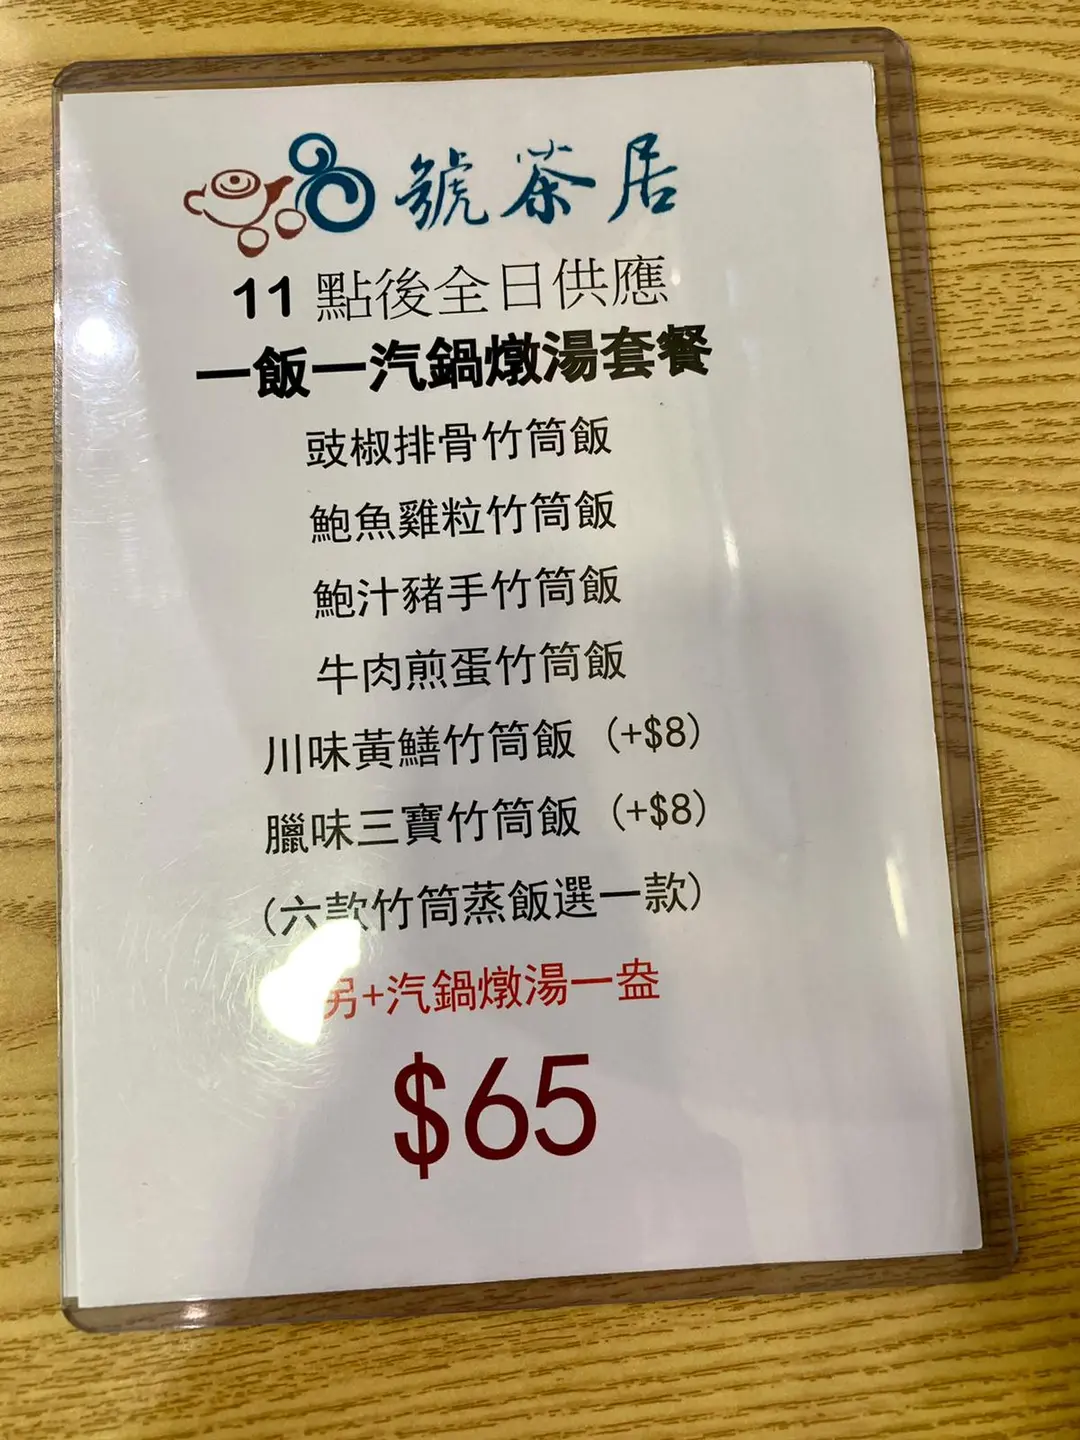 8號茶居
11 點後全日供應
一飯一汽鍋燉湯套餐
豉椒排骨竹筒飯
鮑魚雞粒竹筒飯
鮑汁豬手竹筒飯
牛肉煎蛋竹筒飯
川味黃鱔竹筒飯 (+$8)
臘味三寶竹筒飯 (+$8)
(六款竹筒蒸飯選一款)
另+汽鍋燉湯一盎
$65